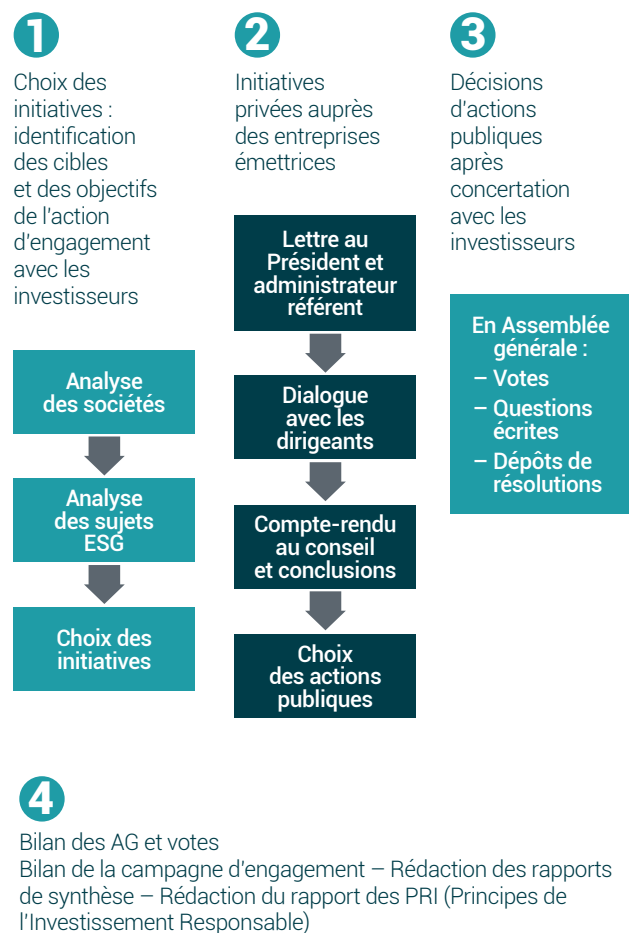 1
Choix des
initiatives :
identification
des cibles
et des objectifs
de l'action
d'engagement
avec les
investisseurs
Analyse
des sociétés
Analyse
des sujets
ESG
Choix des
initiatives
2
Initiatives
privées auprès
des entreprises
émettrices
Lettre au
Président et
administrateur
référent
Dialogue
avec les
dirigeants
Compte-rendu
au conseil
et conclusions
Choix
des actions
publiques
3
Décisions
d'actions
publiques
après
concertation
avec les
investisseurs
En Assemblée
générale :
– Votes
– Questions
écrites
– Dépôts de
résolutions
4
Bilan des AG et votes
Bilan de la campagne d'engagement – Rédaction des rapports
de synthèse – Rédaction du rapport des PRI (Principes de
l'Investissement Responsable)